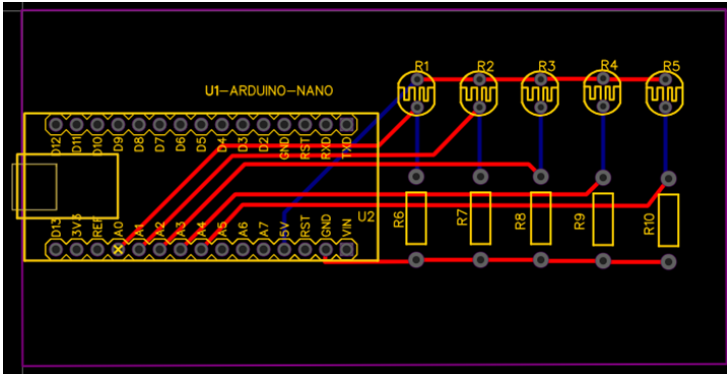 R1 R2 R3 R4 R5
U1-ARDUINO-NANO
D12 D11 D10 D9 D8 D7 D6 D5 D4 D3 D2 GND RST RXD TXD
U2
R6 R7 R8 R9 R10
D13 3V3 REF A0 A1 A2 A3 A4 A5 A6 A7 5V RST GND VIN